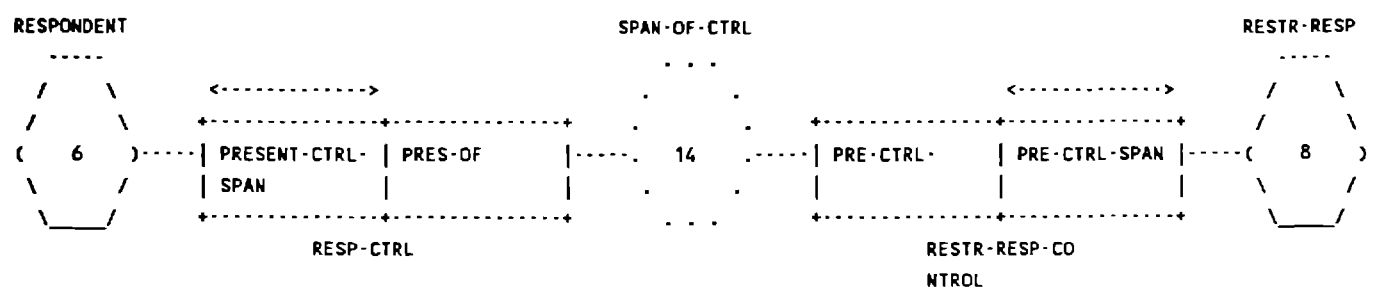 RESPONDENT SPAN-OF-CTRL RESTR-RESP
6 PRESENT-CTRL- PRES-OF 14 PRE-CTRL- PRE-CTRL-SPAN 8
SPAN
RESP-CTRL RESTR-RESP-CO
NTROL